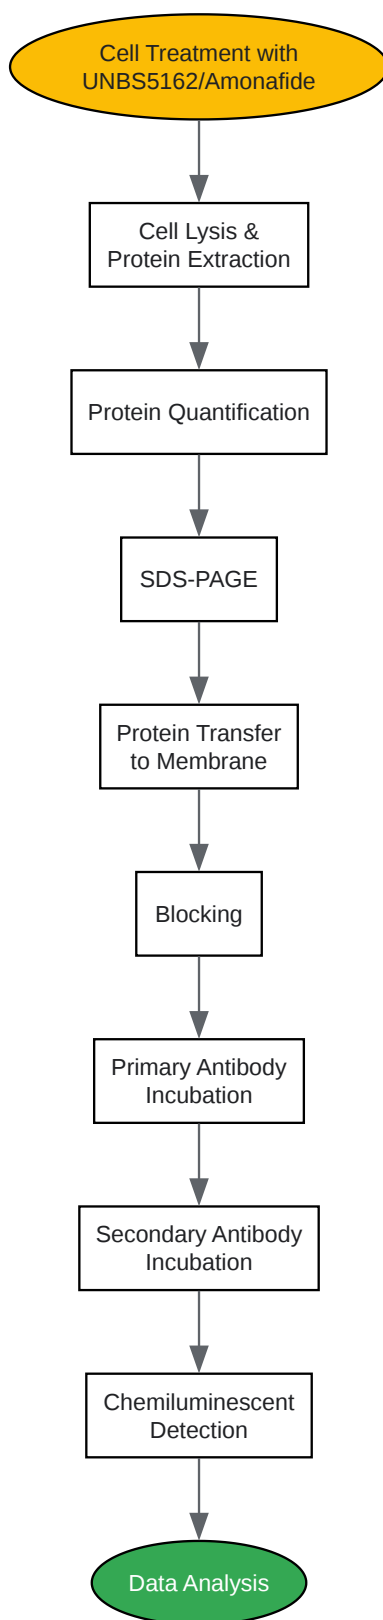 Cell Treatment with
UNBS5162/Amonafide
Cell Lysis &
Protein Extraction
Protein Quantification
SDS-PAGE
Protein Transfer
to Membrane
Blocking
Primary Antibody
Incubation
Secondary Antibody
Incubation
Chemiluminescent
Detection
Data Analysis